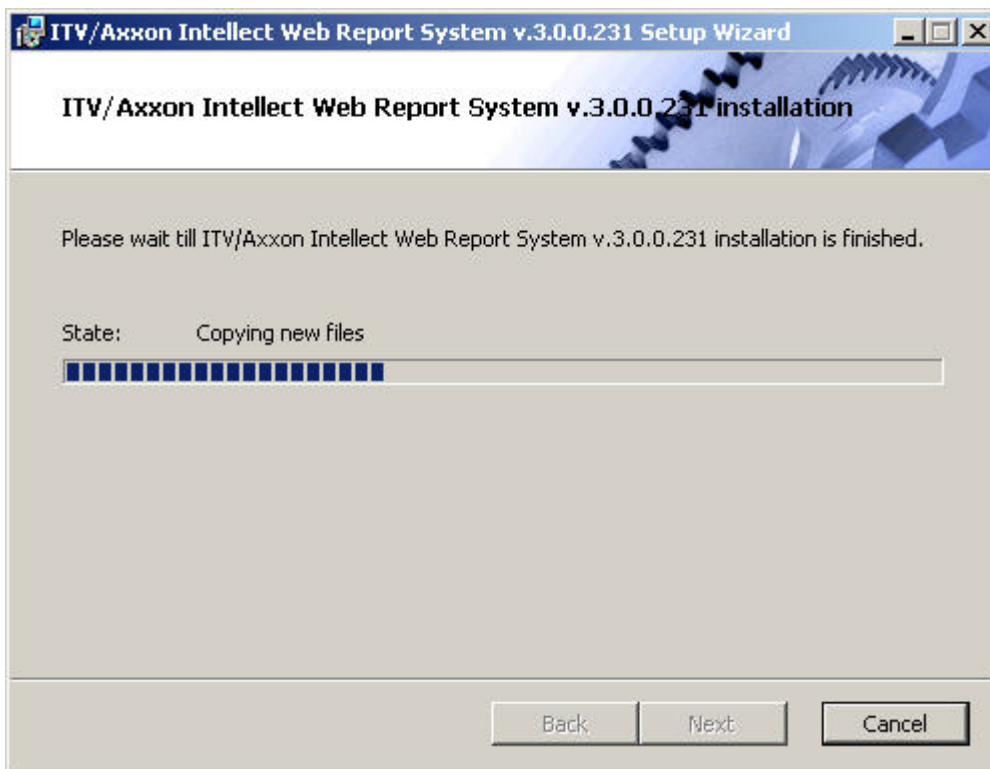 ITV/Axxon Intellect Web Report System v.3.0.0.231 Setup Wizard
ITV/Axxon Intellect Web Report System v.3.0.0.231 installation
Please wait till ITV/Axxon Intellect Web Report System v.3.0.0.231 installation is finished.
State: Copying new files
Back Next Cancel